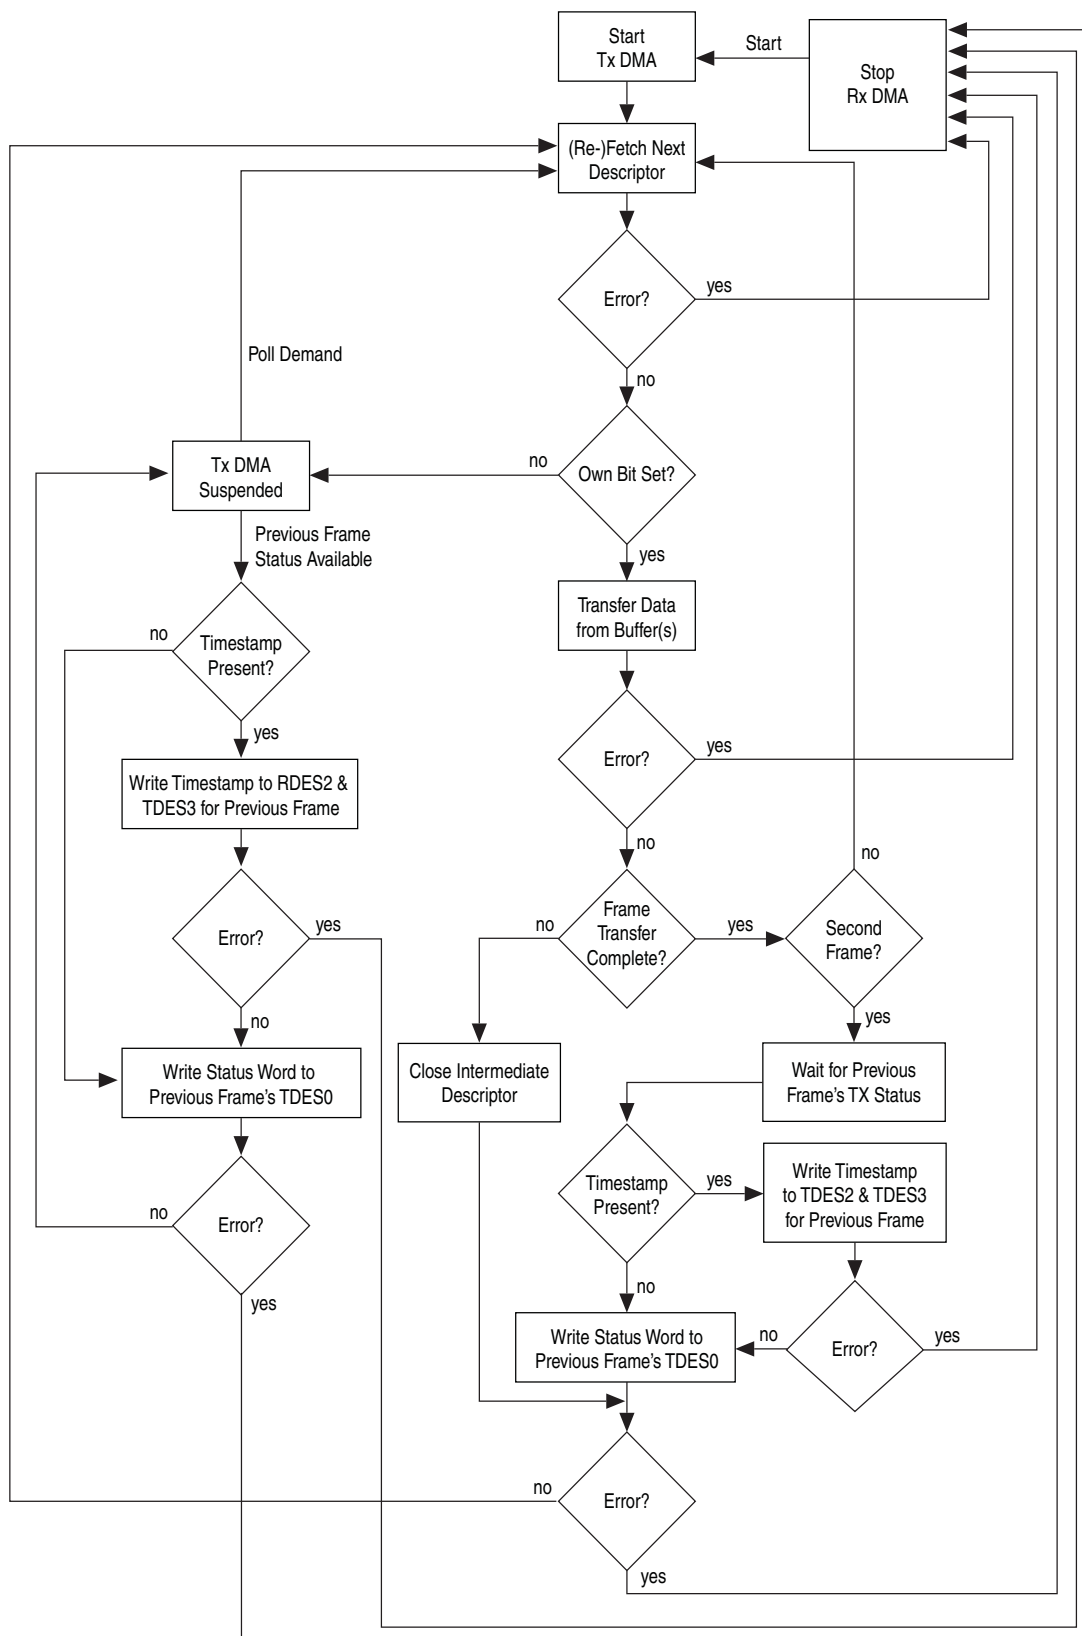 Start
Tx DMA
Start
Stop
Rx DMA
(Re-)Fetch Next
Descriptor
Error?
yes
Poll Demand
no
Tx DMA
Suspended
no
Own Bit Set?
Previous Frame
Status Available
yes
Transfer Data
from Buffer(s)
no
Timestamp
Present?
yes
Error?
yes
Write Timestamp to RDES2 &
TDES3 for Previous Frame
no
no
Error?
yes
no
Frame
Transfer
Complete?
yes
Second
Frame?
no
yes
Write Status Word to
Previous Frame's TDES0
Close Intermediate
Descriptor
Wait for Previous
Frame's TX Status
Timestamp
Present?
yes
Write Timestamp
to TDES2 & TDES3
for Previous Frame
no
Error?
yes
no
Write Status Word to
Previous Frame's TDES0
no
Error?
yes
no
Error?
yes